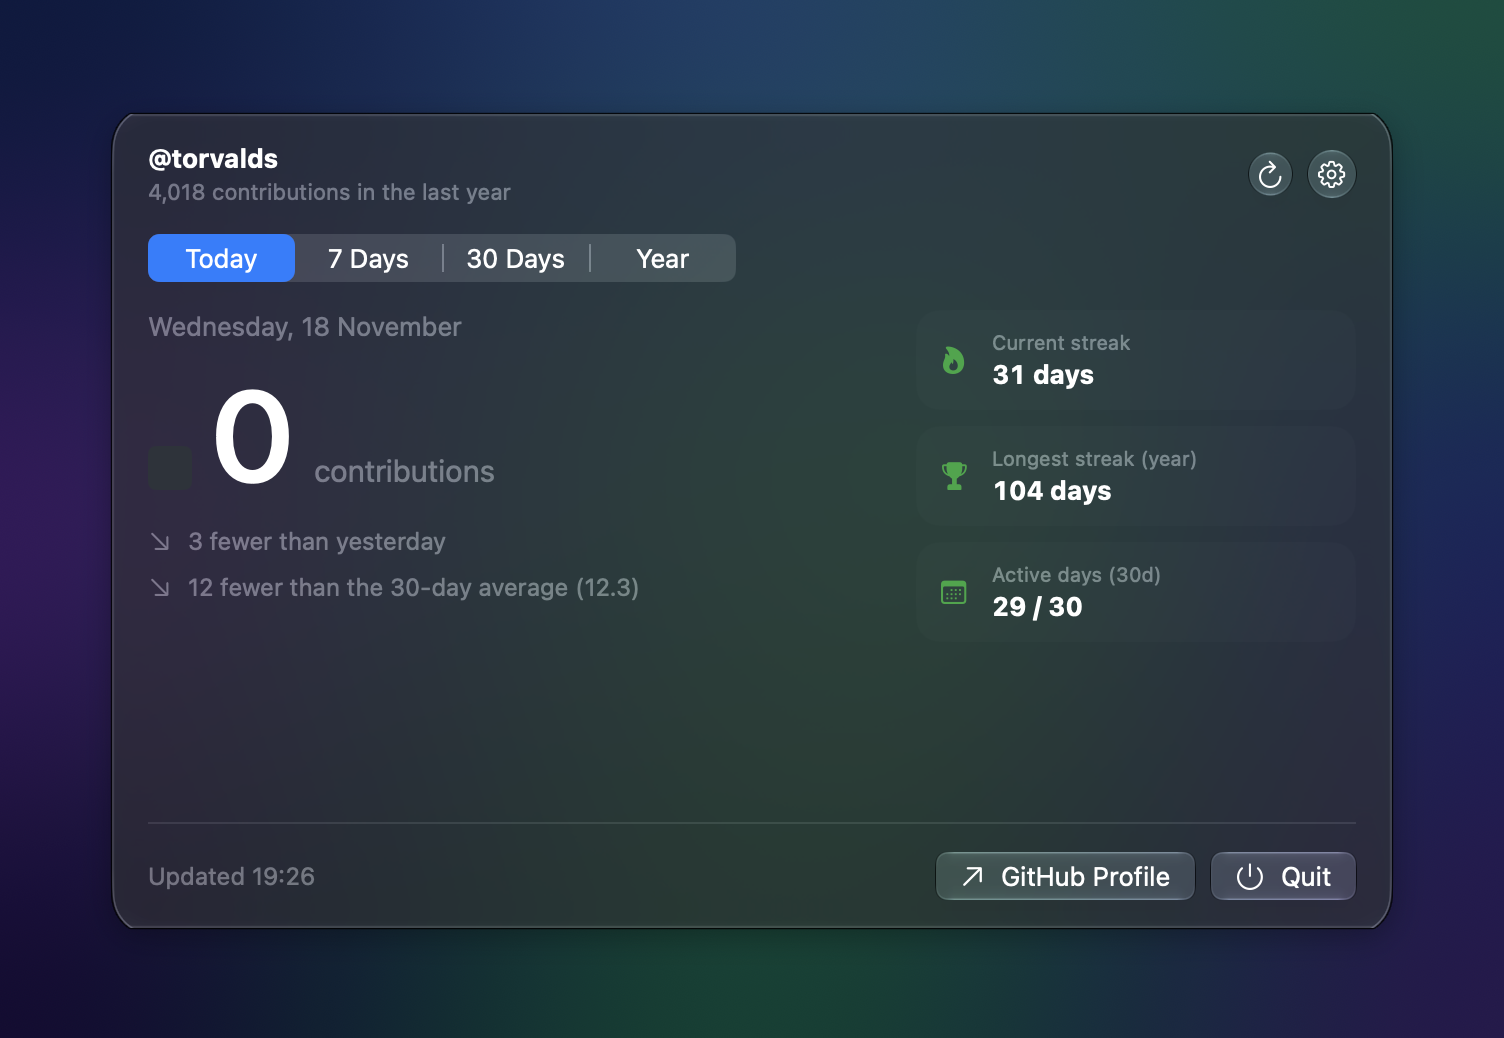 @torvalds
4,018 contributions in the last year
Today 7 Days 30 Days Year
Wednesday, 18 November
0 contributions
3 fewer than yesterday
12 fewer than the 30-day average (12.3)
Current streak
31 days
Longest streak (year)
104 days
Active days (30d)
29 / 30
Updated 19:26
GitHub Profile
Quit